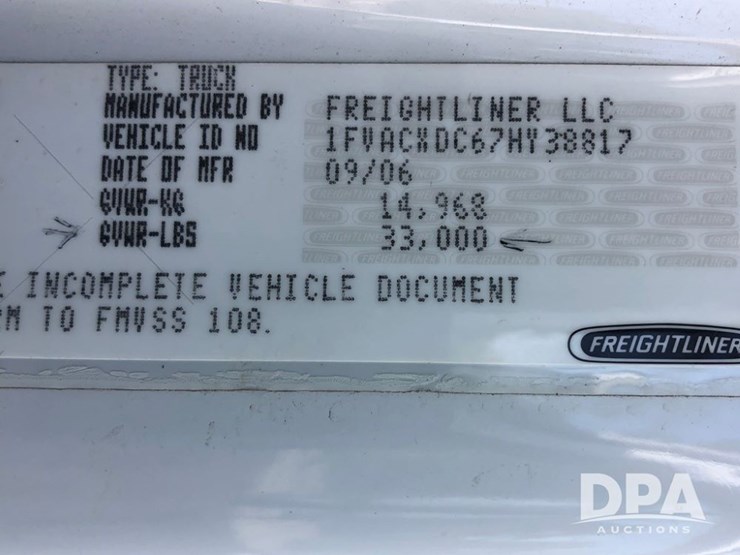 TYPE: TRUCK
MANUFACTURED BY FREIGHTLINER LLC
VEHICLE ID NO 1FVACXDC67HY38817
DATE OF MFR 09/06
GVWR-KG 14,968
GVWR-LBS 33,000
INCOMPLETE VEHICLE DOCUMENT
TO FMVSS 108.
FREIGHTLINER
DPA
AUCTIONS